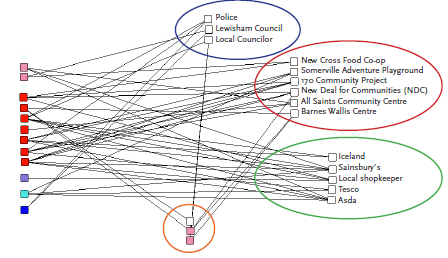 Police
Lewisham Council
Local Councilor
New Cross Food Co-op
Somerville Adventure Playground
170 Community Project
New Deal for Communities (NDC)
All Saints Community Centre
Barnes Wallis Centre
Iceland
Sainsbury's
Local shopkeeper
Tesco
Asda